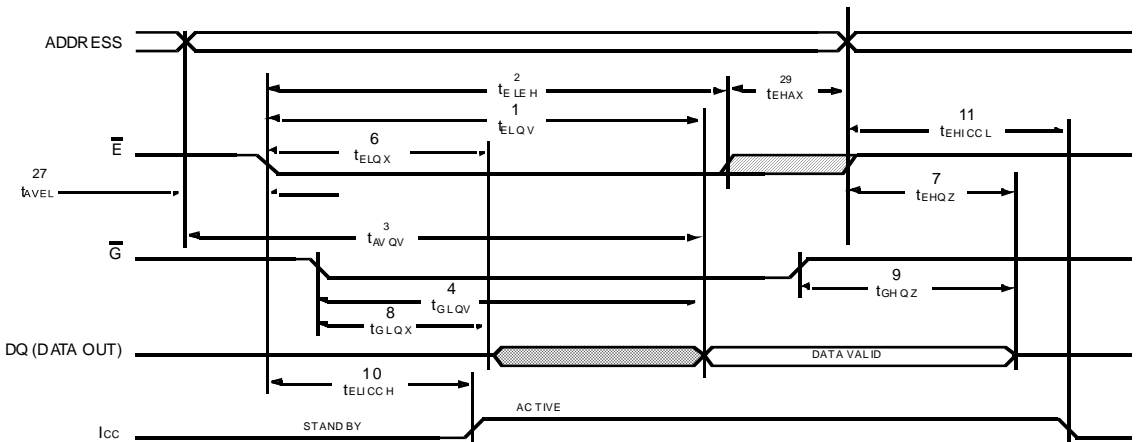 ADDRESS
2
tELEH
29
tEHAX
1
tELQV
11
tEHICCL
6
tELQX
E
27
tAVEL
7
tEHQZ
3
tAVQV
G
4
tGLQV
9
tGHQZ
8
tGLQX
DQ (DATA OUT)
DATA VALID
10
tELICCH
ACTIVE
STANDBY
ICC